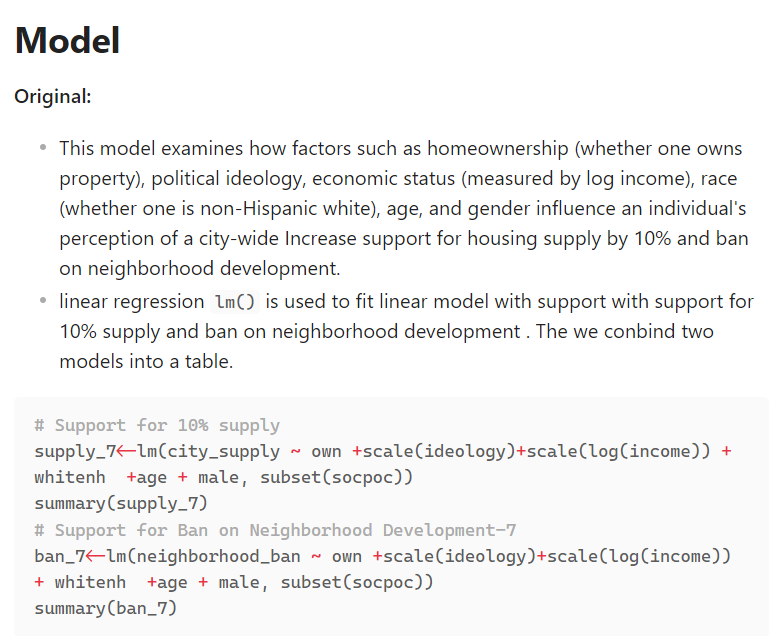 Model
Original:
• This model examines how factors such as homeownership (whether one owns
property), political ideology, economic status (measured by log income), race
(whether one is non-Hispanic white), age, and gender influence an individual's
perception of a city-wide Increase support for housing supply by 10% and ban
on neighborhood development.
• linear regression lm() is used to fit linear model with support with support for
10% supply and ban on neighborhood development . The we conbind two
models into a table.
# Support for 10% supply
supply_7<-lm(city_supply ~ own +scale(ideology)+scale(log(income)) +
whitenh  +age + male, subset(socpoc))
summary(supply_7)
# Support for Ban on Neighborhood Development-7
ban_7<-lm(neighborhood_ban ~ own +scale(ideology)+scale(log(income))
+ whitenh  +age + male, subset(socpoc))
summary(ban_7)